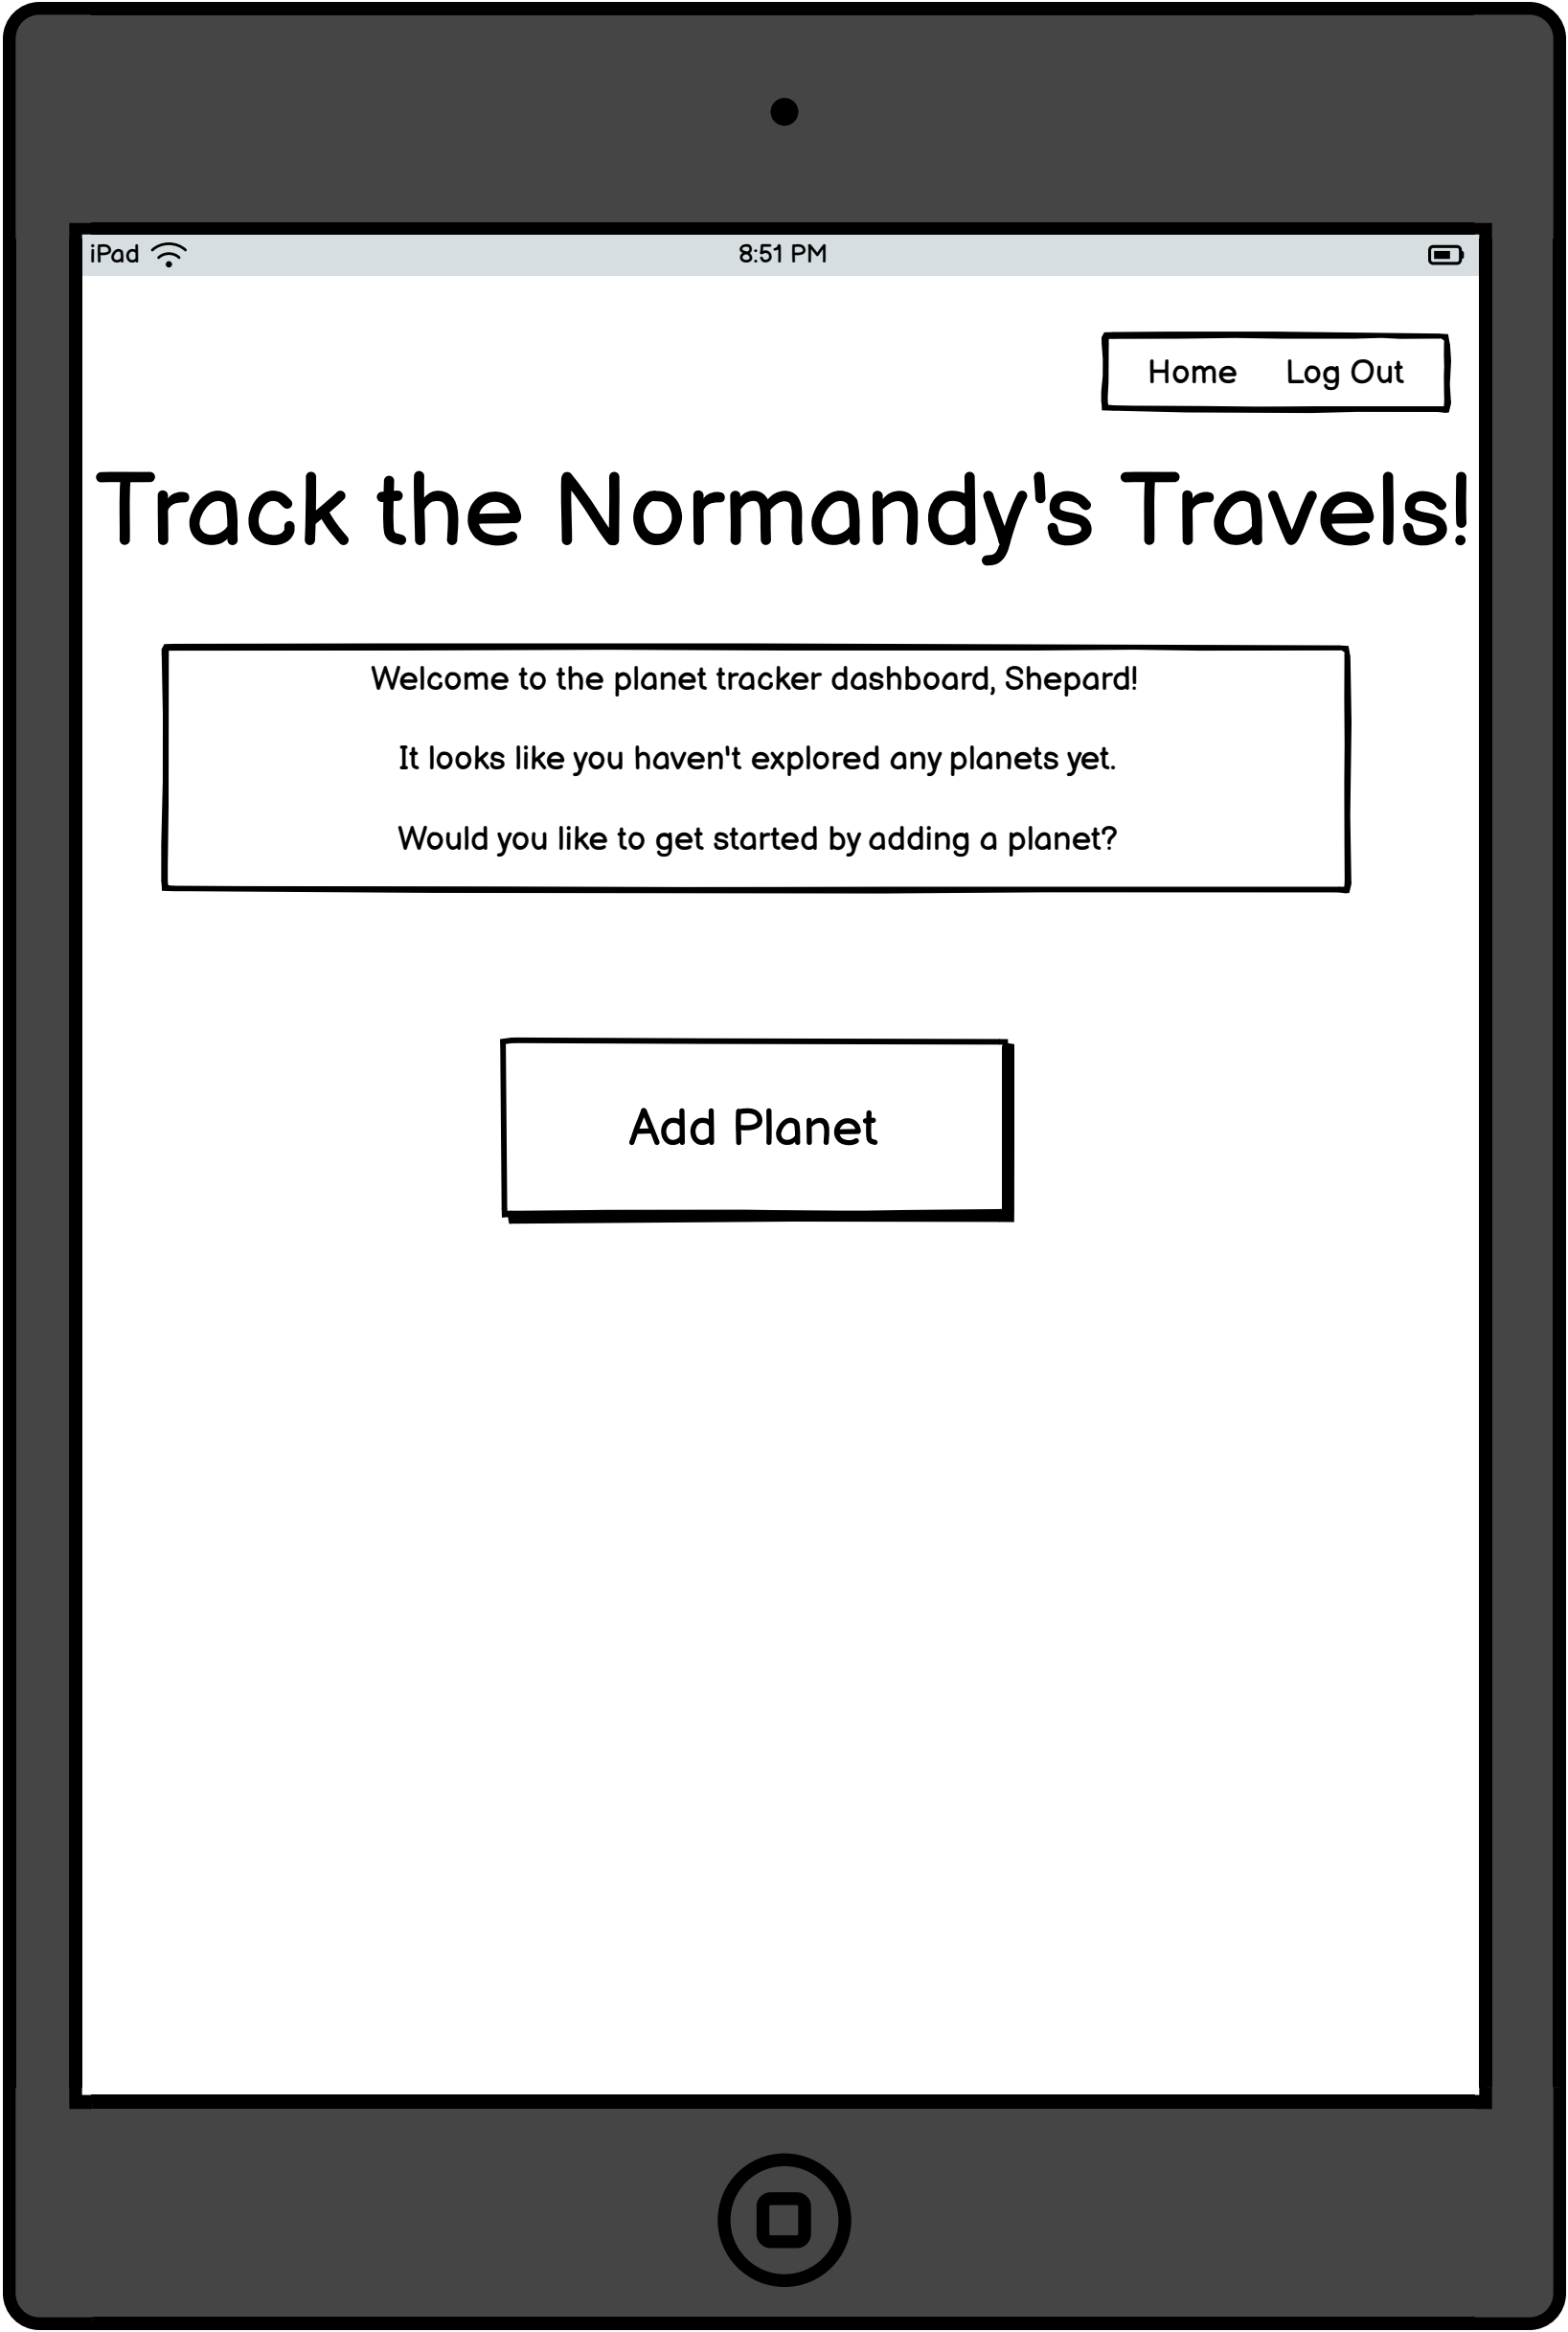 iPad 8:51 PM
Home Log Out
Track the Normandy's Travels!
Welcome to the planet tracker dashboard, Shepard!
It looks like you haven't explored any planets yet.
Would you like to get started by adding a planet?
Add Planet